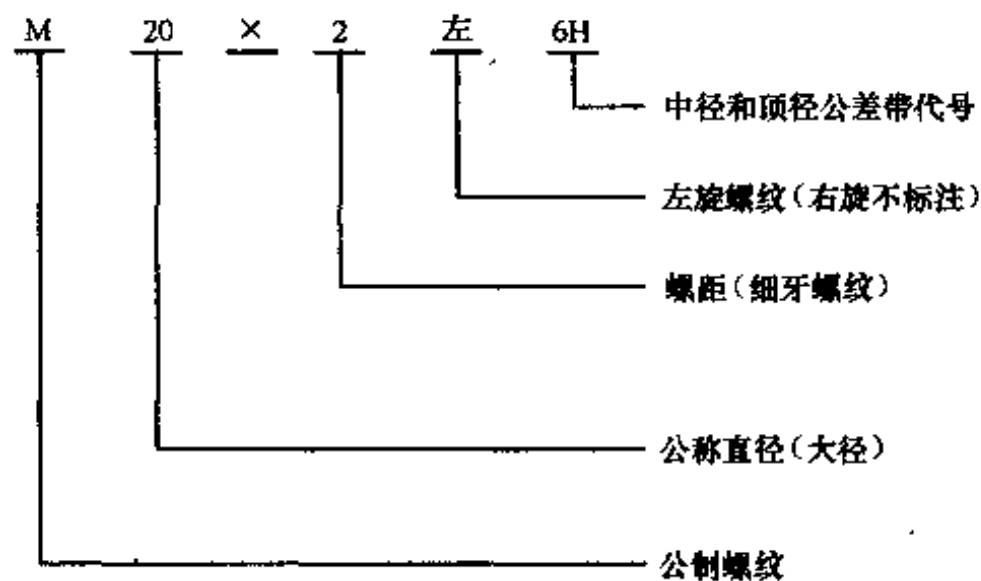 M 20 × 2 左 6H
中径和顶径公差带代号
左旋螺纹(右旋不标注)
螺距(细牙螺纹)
公称直径(大径)
公制螺纹